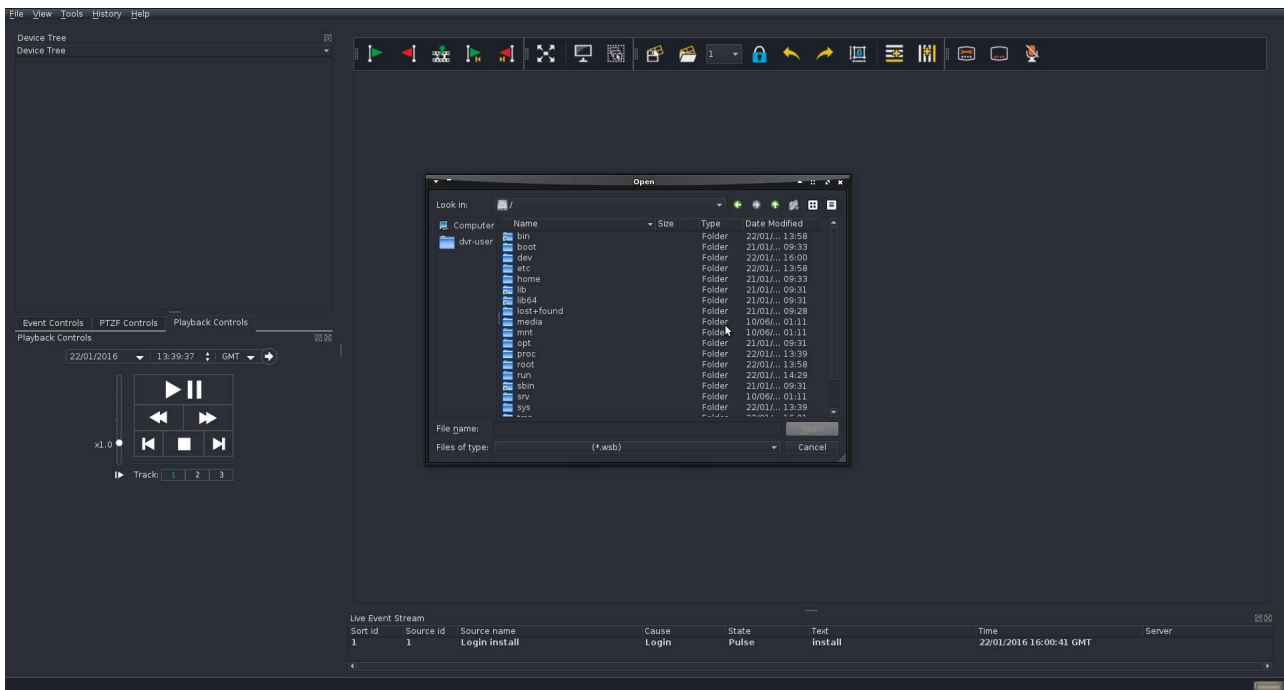 File View Tools History Help
Device Tree
Device Tree
1
Open
Look in: /
Computer
dvr-user
Name Size Type Date Modified
bin Folder 22/01/... 13:58
boot Folder 21/01/... 09:33
dev Folder 22/01/... 16:00
etc Folder 22/01/... 13:58
home Folder 21/01/... 09:33
lib Folder 21/01/... 09:31
lib64 Folder 21/01/... 09:31
lost+found Folder 21/01/... 09:28
media Folder 10/06/... 01:11
mnt Folder 10/06/... 01:11
opt Folder 21/01/... 09:31
proc Folder 22/01/... 13:39
root Folder 22/01/... 13:58
run Folder 22/01/... 14:29
sbin Folder 21/01/... 09:31
srv Folder 10/06/... 01:11
sys Folder 22/01/... 13:39
File name: Open
Files of type: (*.wsb) Cancel
Event Controls PTZF Controls Playback Controls
Playback Controls
22/01/2016 13:39:37 GMT
x1.0
Track: 1 2 3
Live Event Stream
Sort id Source id Source name Cause State Text Time Server
1 1 Login install Login Pulse install 22/01/2016 16:00:41 GMT